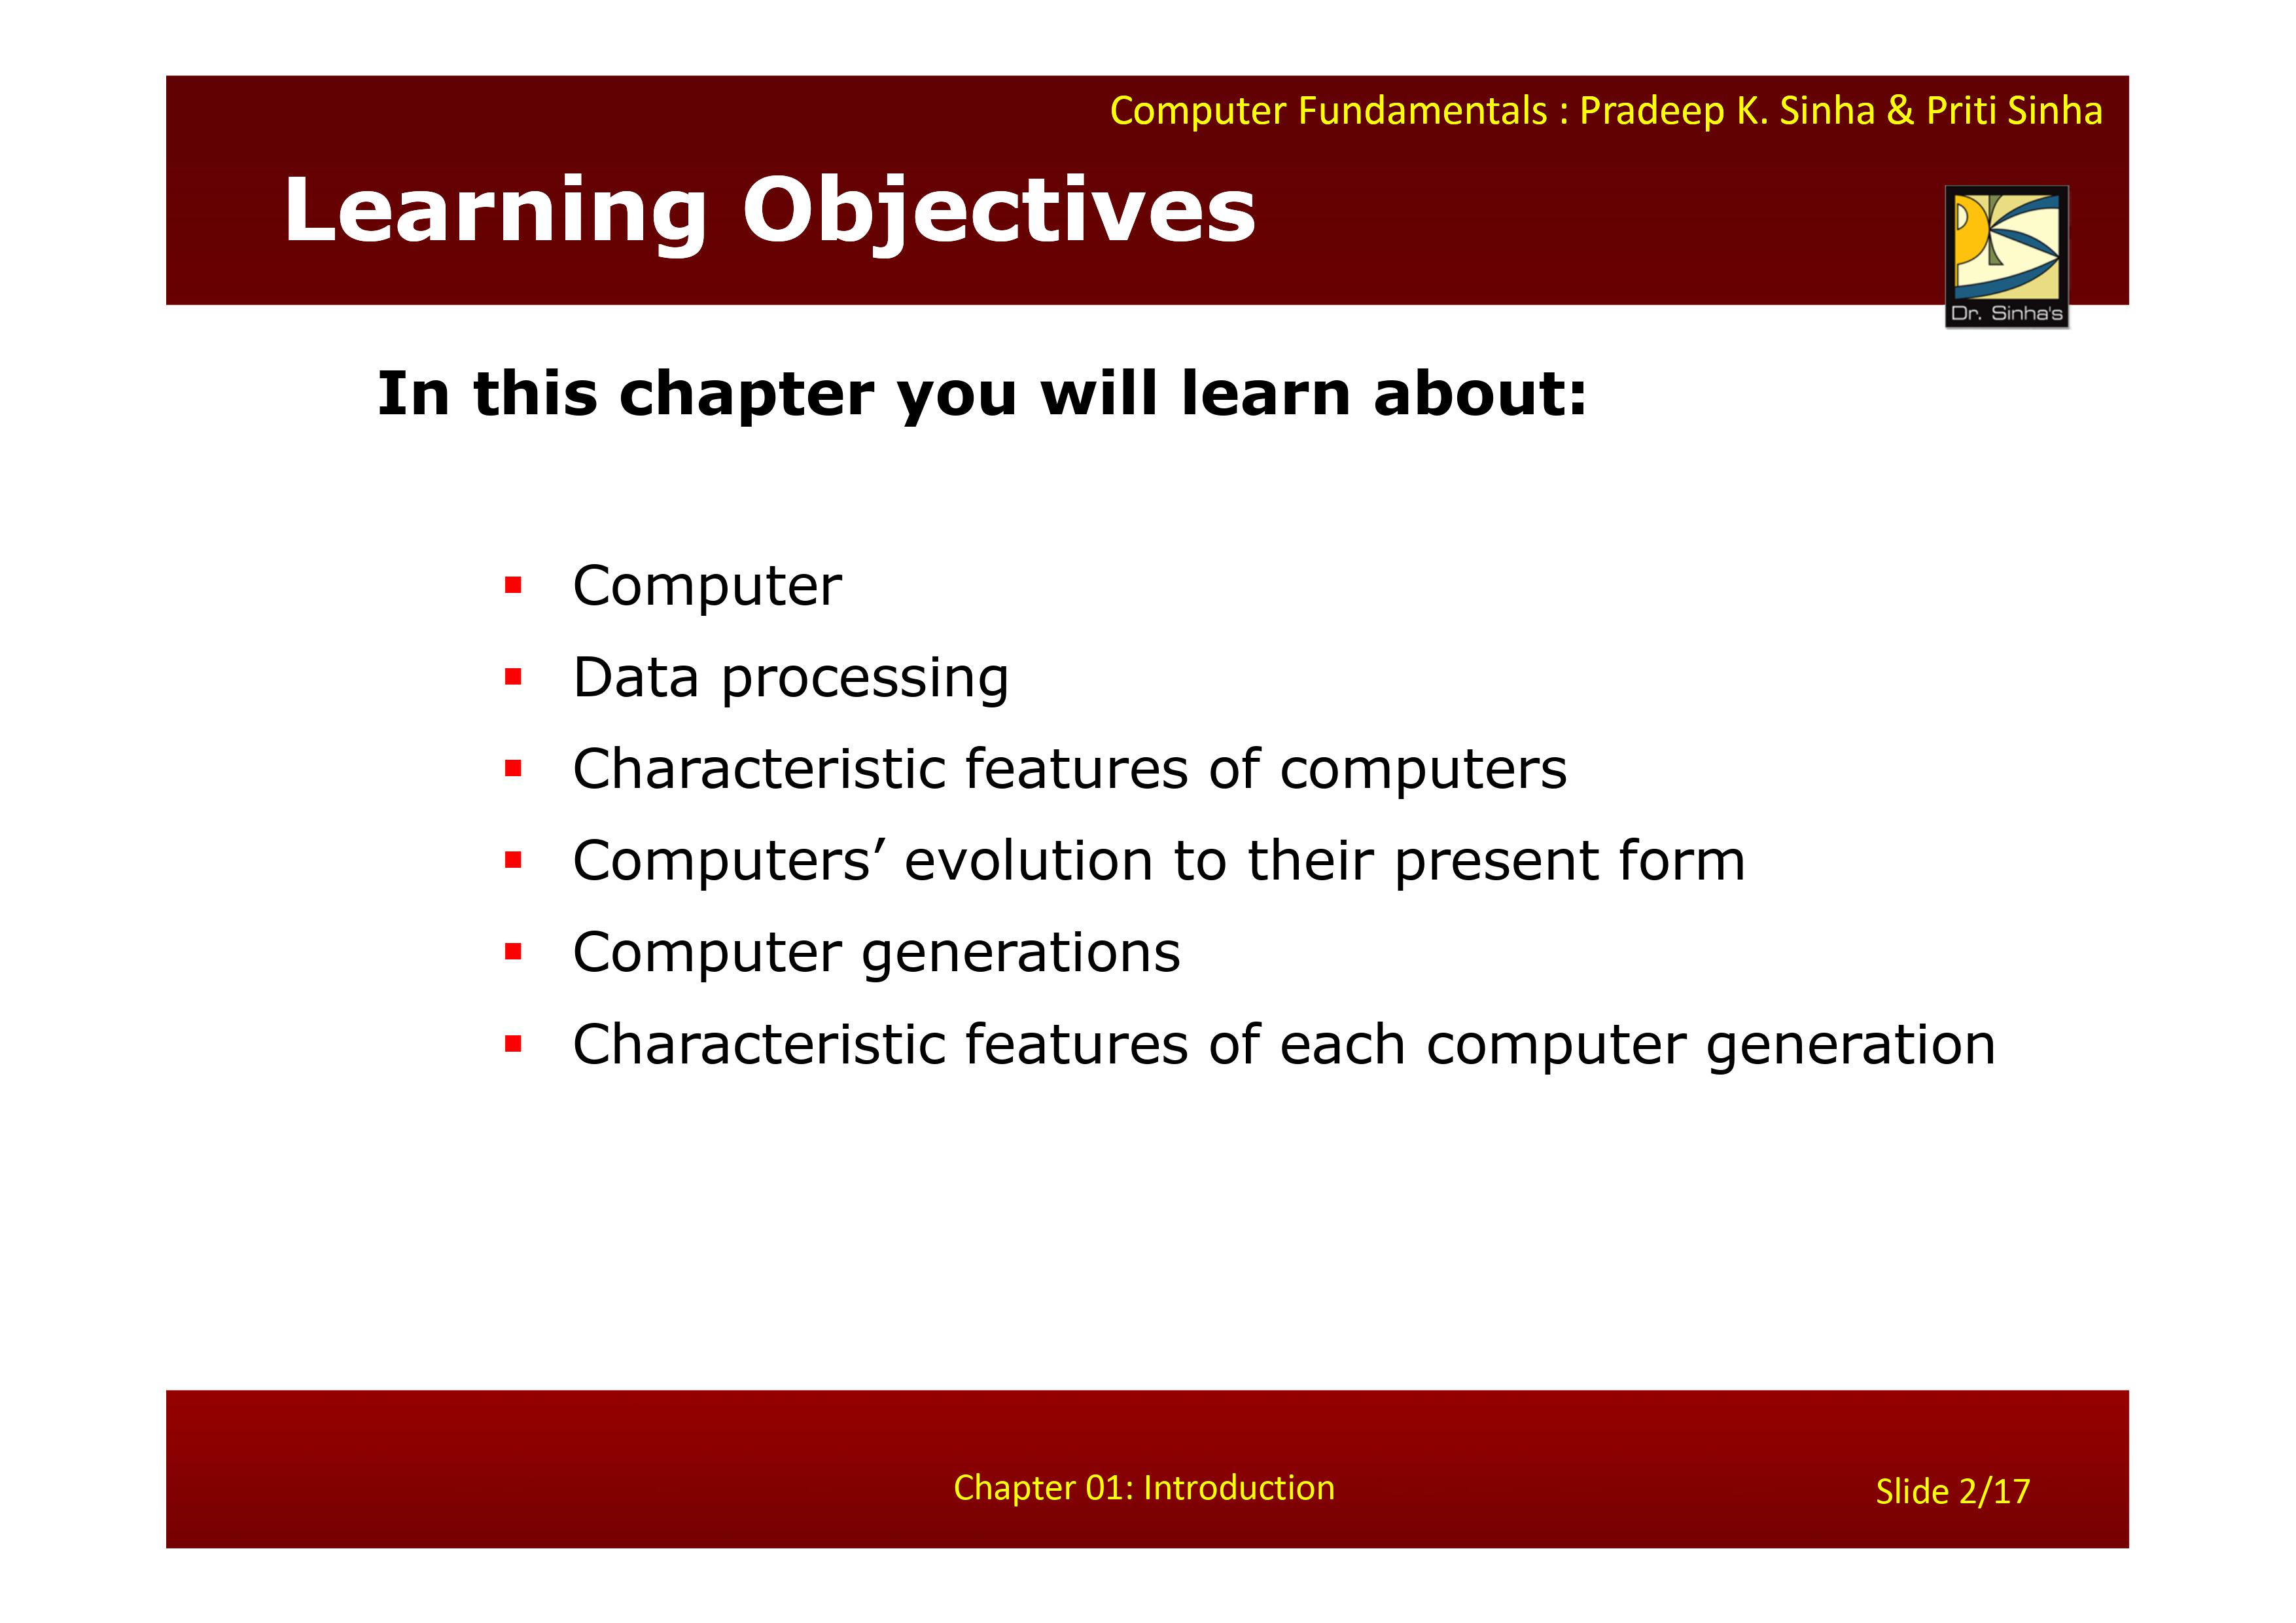 Computer Fundamentals : Pradeep K. Sinha & Priti Sinha
Learning Objectives
Dr. Sinha's
In this chapter you will learn about:
▪ Computer
▪ Data processing
▪ Characteristic features of computers
▪ Computers’ evolution to their present form
▪ Computer generations
▪ Characteristic features of each computer generation
Chapter 01: Introduction
Slide 2/17